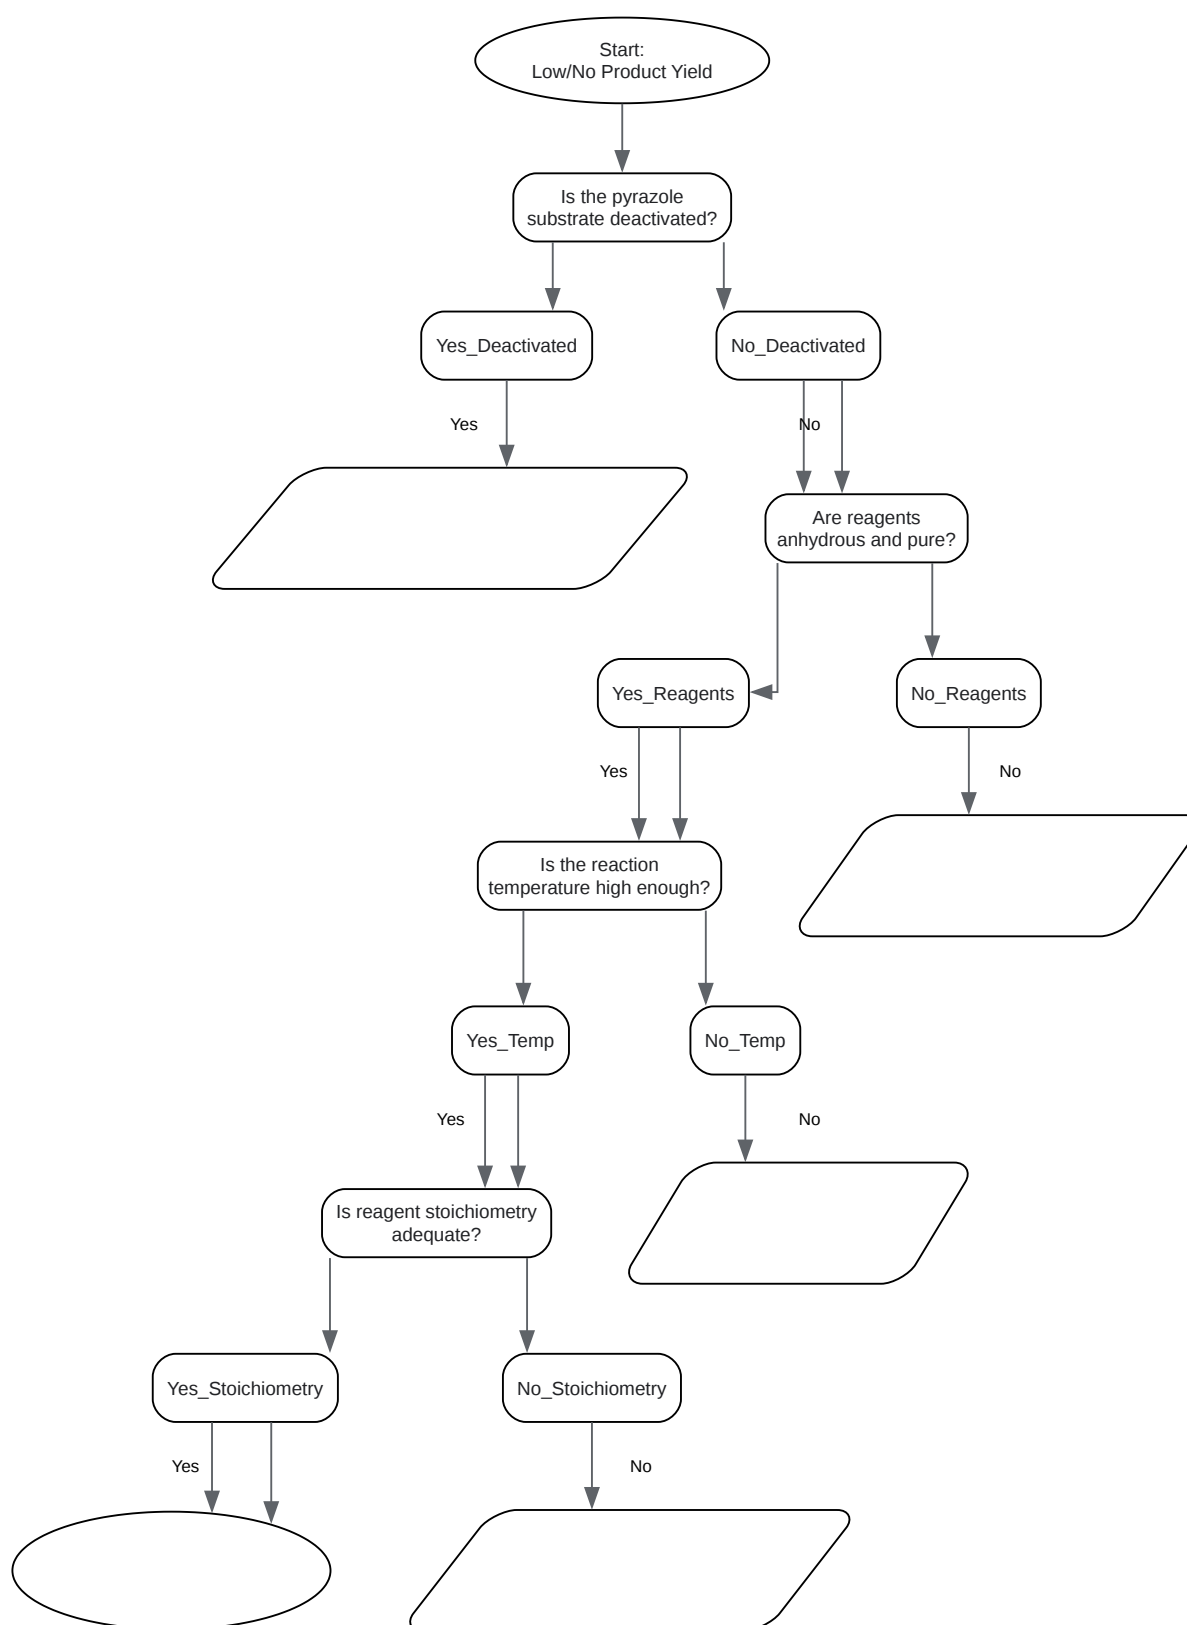 Start:
Low/No Product Yield
Is the pyrazole
substrate deactivated?
Yes_Deactivated
No_Deactivated
Yes
No
Are reagents
anhydrous and pure?
Yes_Reagents
No_Reagents
Yes
No
Is the reaction
temperature high enough?
Yes_Temp
No_Temp
Yes
No
Is reagent stoichiometry
adequate?
Yes_Stoichiometry
No_Stoichiometry
Yes
No